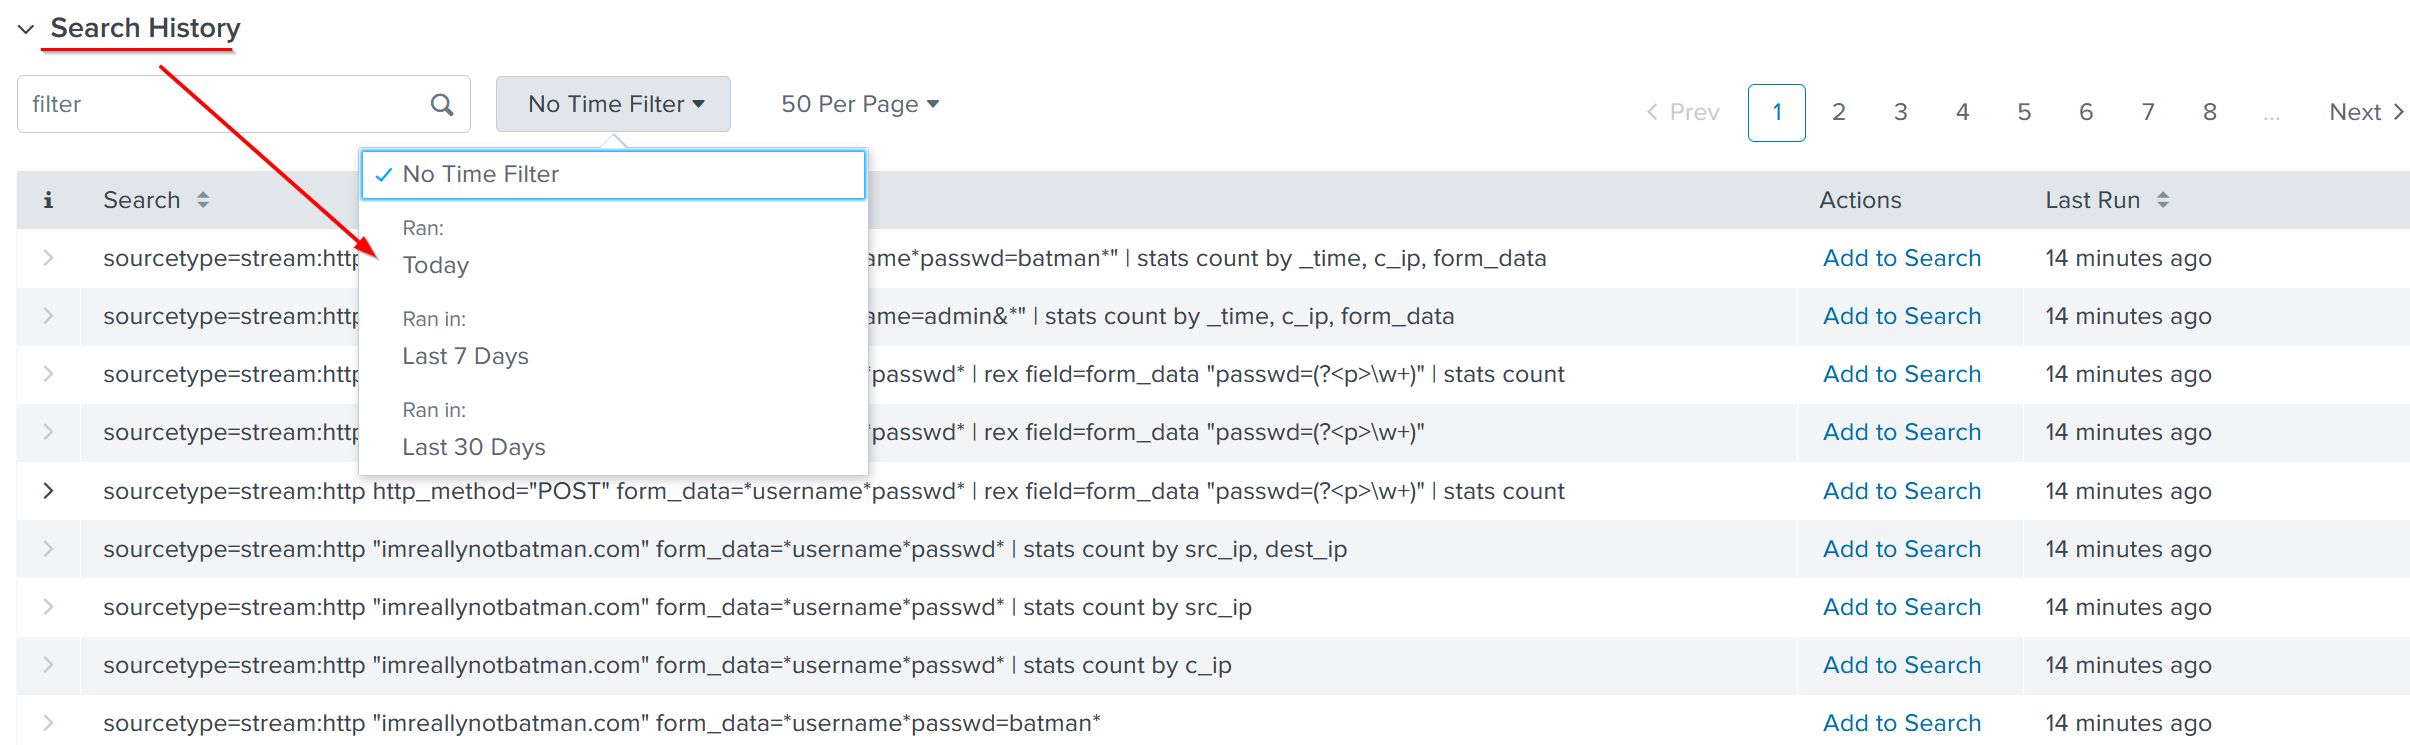 Search History
filter
No Time Filter
50 Per Page
Prev 1 2 3 4 5 6 7 8 ... Next
No Time Filter
Ran:
Today
Ran in:
Last 7 Days
Ran in:
Last 30 Days
i Search Actions Last Run
sourcetype=stream:http ame*passwd=batman*" | stats count by _time, c_ip, form_data Add to Search 14 minutes ago
sourcetype=stream:http ame=admin&*" | stats count by _time, c_ip, form_data Add to Search 14 minutes ago
sourcetype=stream:http *passwd* | rex field=form_data "passwd=(?<p>\w+)" | stats count Add to Search 14 minutes ago
sourcetype=stream:http *passwd* | rex field=form_data "passwd=(?<p>\w+)" Add to Search 14 minutes ago
sourcetype=stream:http http_method="POST" form_data=*username*passwd* | rex field=form_data "passwd=(?<p>\w+)" | stats count Add to Search 14 minutes ago
sourcetype=stream:http "imreallynotbatman.com" form_data=*username*passwd* | stats count by src_ip, dest_ip Add to Search 14 minutes ago
sourcetype=stream:http "imreallynotbatman.com" form_data=*username*passwd* | stats count by src_ip Add to Search 14 minutes ago
sourcetype=stream:http "imreallynotbatman.com" form_data=*username*passwd* | stats count by c_ip Add to Search 14 minutes ago
sourcetype=stream:http "imreallynotbatman.com" form_data=*username*passwd=batman* Add to Search 14 minutes ago